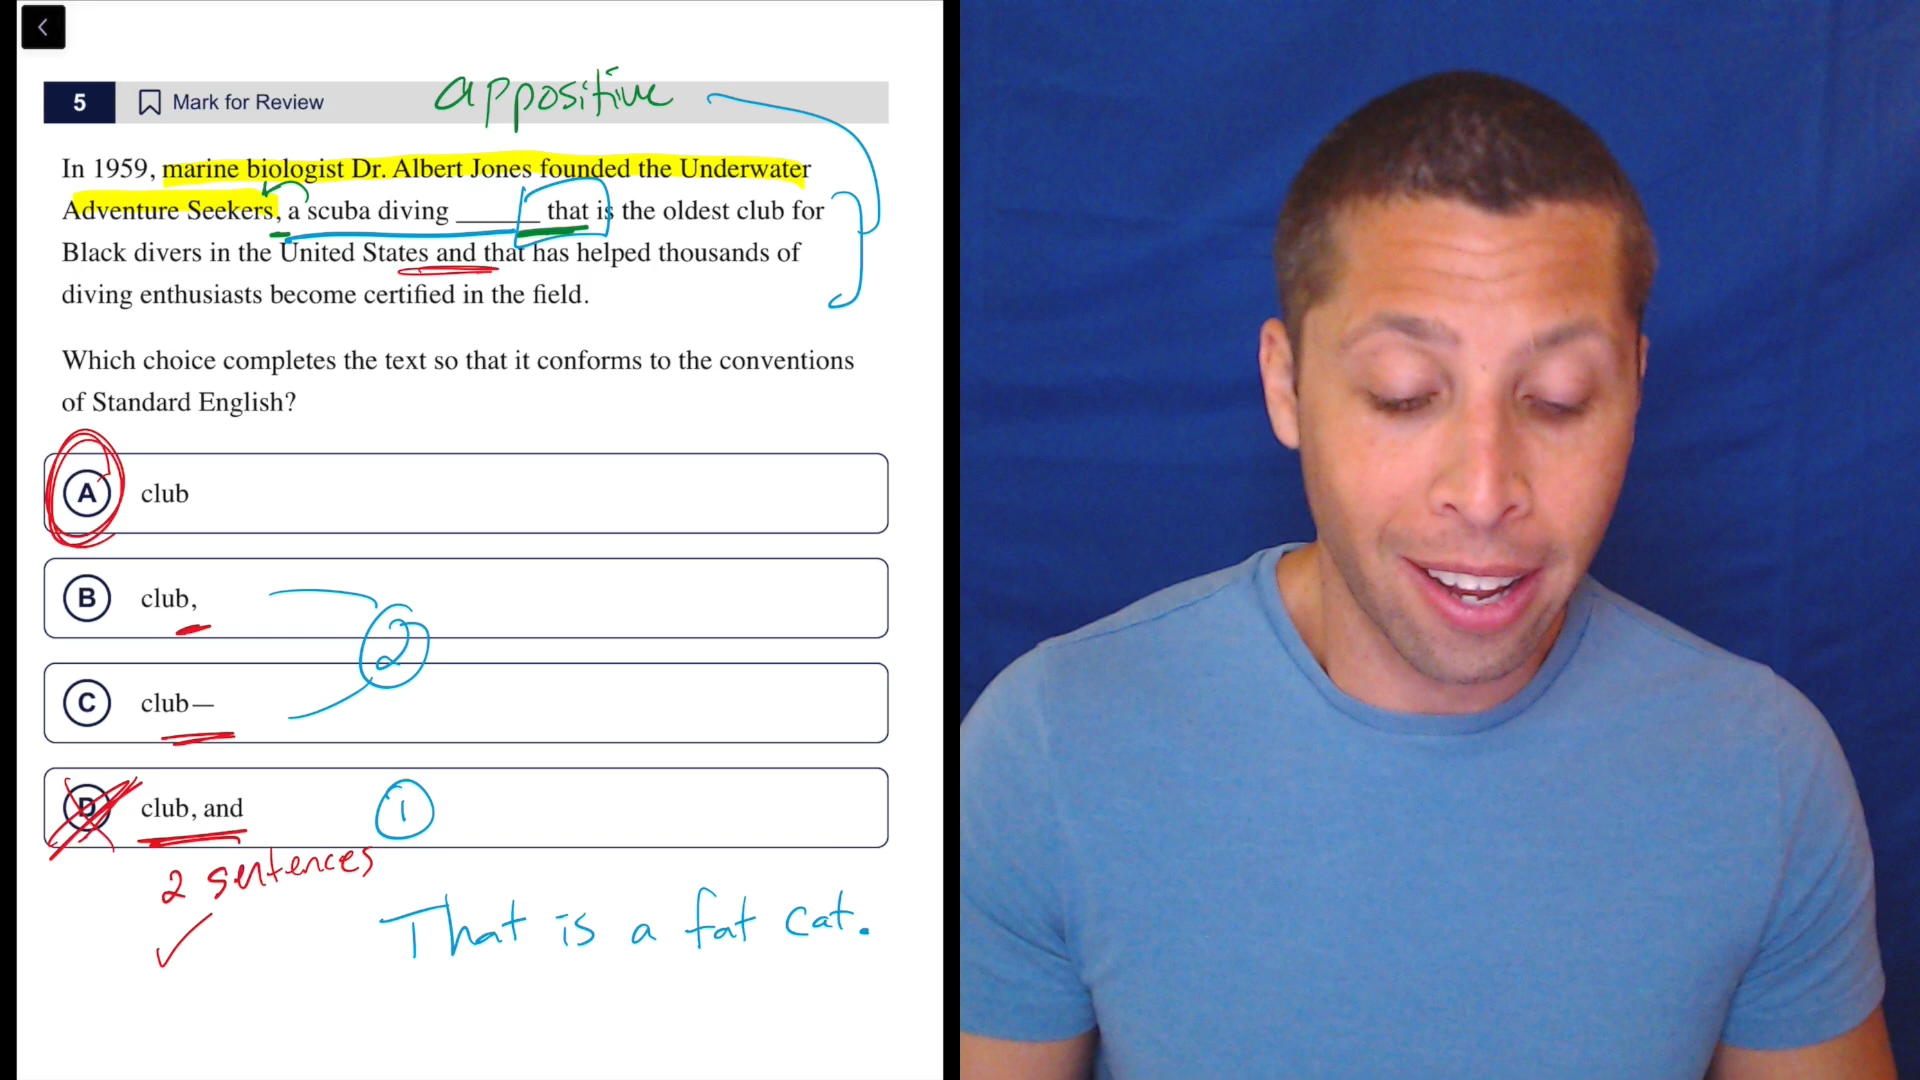 appositive
5 Mark for Review
In 1959, marine biologist Dr. Albert Jones founded the Underwater
Adventure Seekers, a scuba diving ______ that is the oldest club for
Black divers in the United States and that has helped thousands of
diving enthusiasts become certified in the field.
Which choice completes the text so that it conforms to the conventions
of Standard English?
A club
B club,
2
C club—
D club, and
1
2 sentences
That is a fat cat.